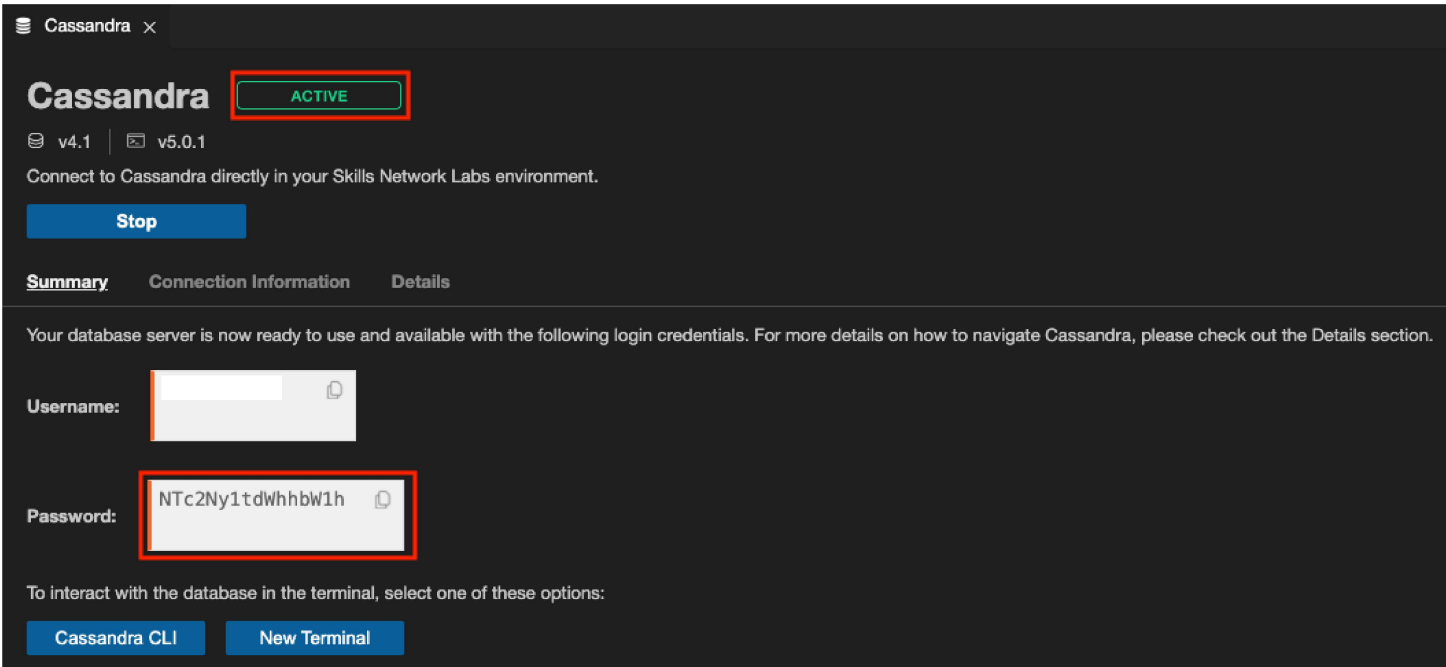 Cassandra
Cassandra ACTIVE
v4.1 v5.0.1
Connect to Cassandra directly in your Skills Network Labs environment.
Stop
Summary Connection Information Details
Your database server is now ready to use and available with the following login credentials. For more details on how to navigate Cassandra, please check out the Details section.
Username:
Password: NTc2Ny1tdWhhbW1h
To interact with the database in the terminal, select one of these options:
Cassandra CLI New Terminal